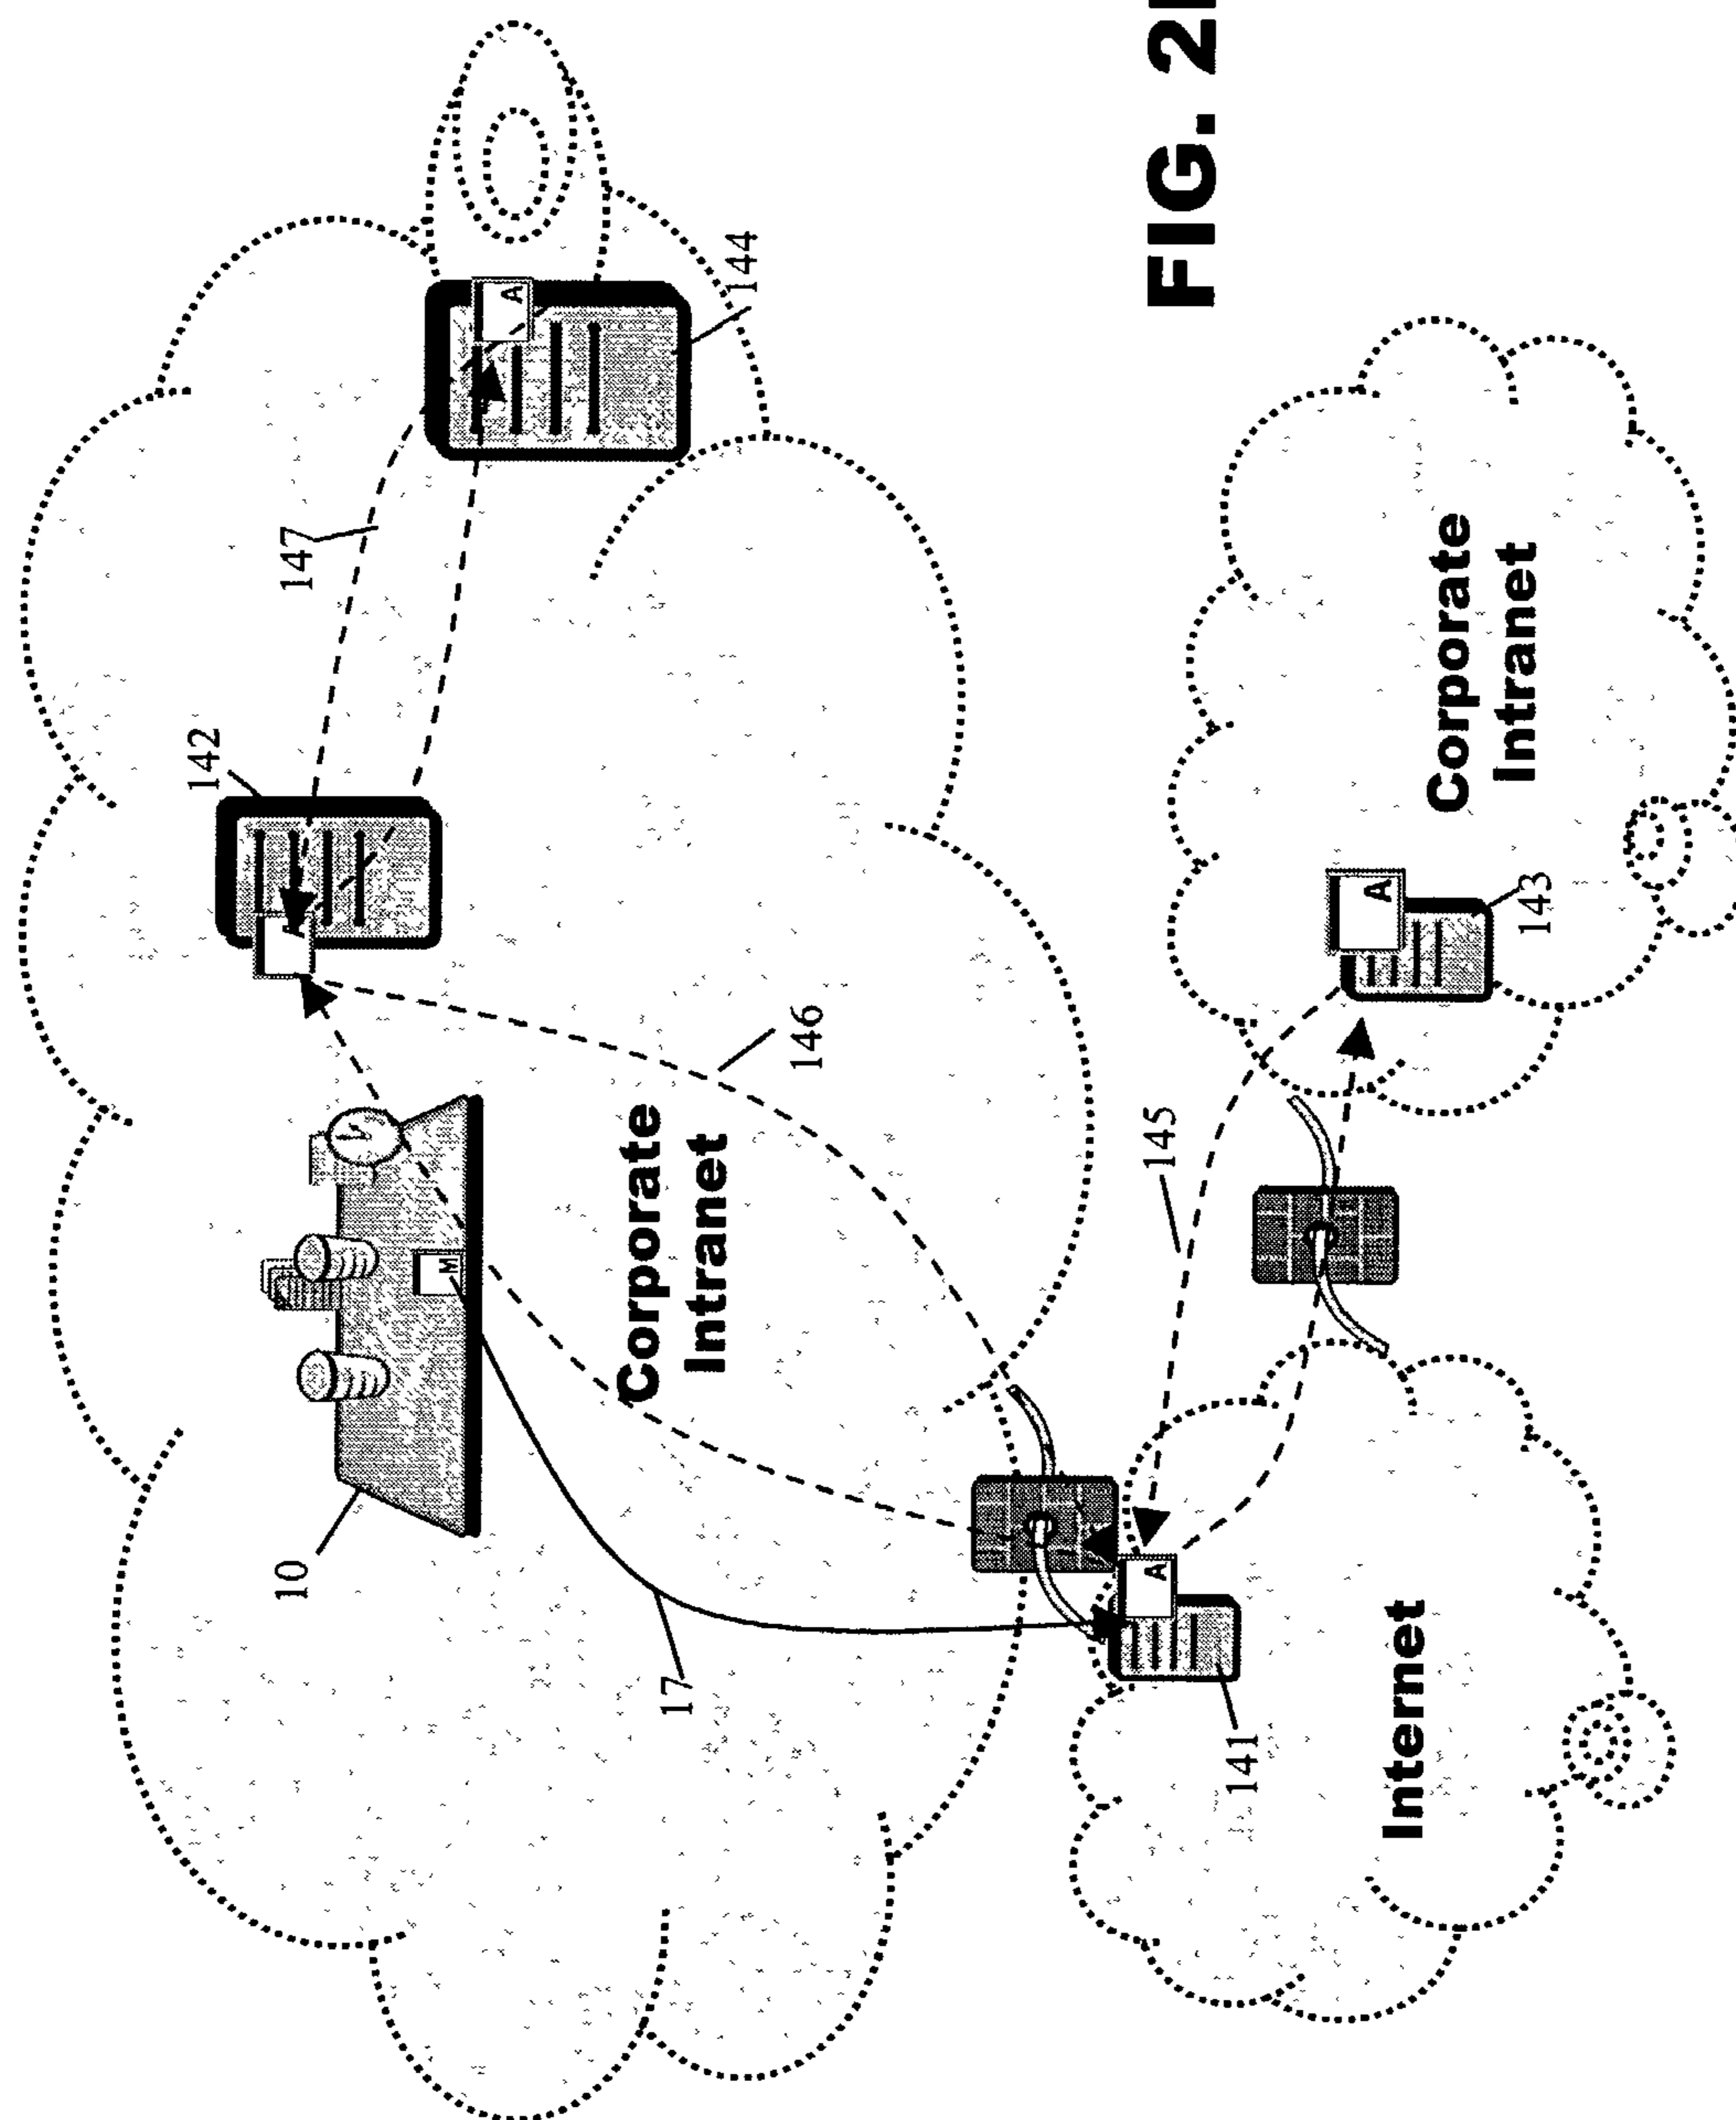 142
10
147
A
M
A
Corporate
Intranet
17
144
146
A
145
FIG. 2
141
A
Internet
Corporate
Intranet
143